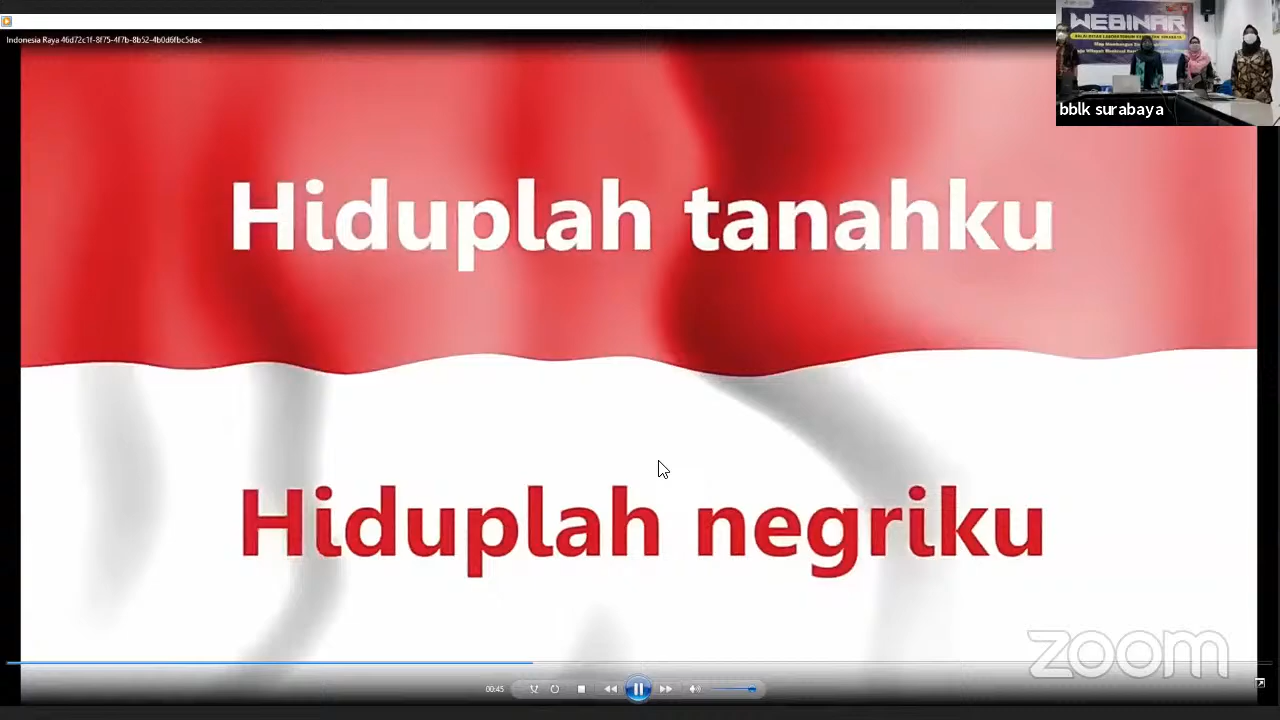 Indonesia Raya 46d72c1f-8f75-4f7b-8b52-4b0d6fbc5dac
WEBINAR
bblk surabaya
Hiduplah tanahku
Hiduplah negriku
zoom
00:45